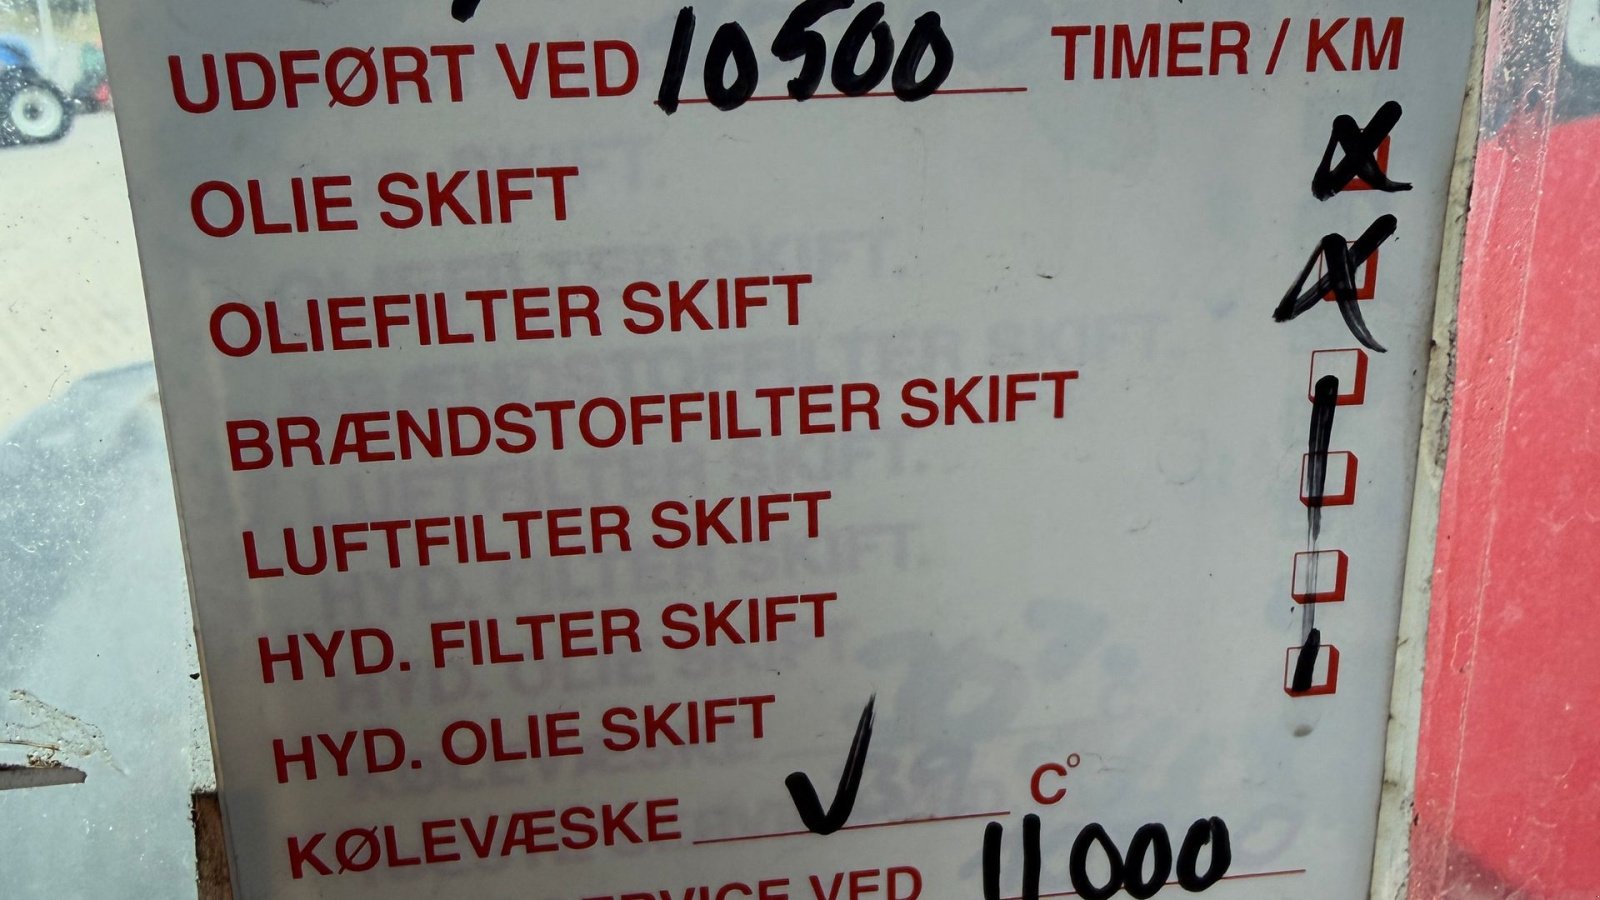 UDFØRT VED 10500 TIMER / KM
OLIE SKIFT
OLIEFILTER SKIFT
BRÆNDSTOFFILTER SKIFT
LUFTFILTER SKIFT
HYD. FILTER SKIFT
HYD. OLIE SKIFT
KØLEVÆSKE ✓ C°
VED 11000